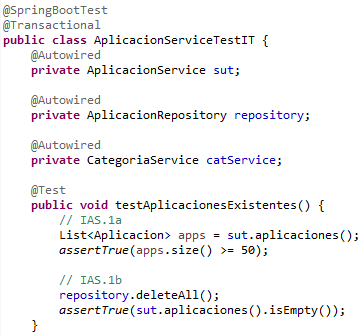 @SpringBootTest
@Transactional
public class AplicacionServiceTestIT {
@Autowired
private AplicacionService sut;
@Autowired
private AplicacionRepository repository;
@Autowired
private CategoriaService catService;
@Test
public void testAplicacionesExistentes() {
// IAS.1a
List<Aplicacion> apps = sut.aplicaciones();
assertTrue(apps.size() >= 50);
// IAS.1b
repository.deleteAll();
assertTrue(sut.aplicaciones().isEmpty());
}